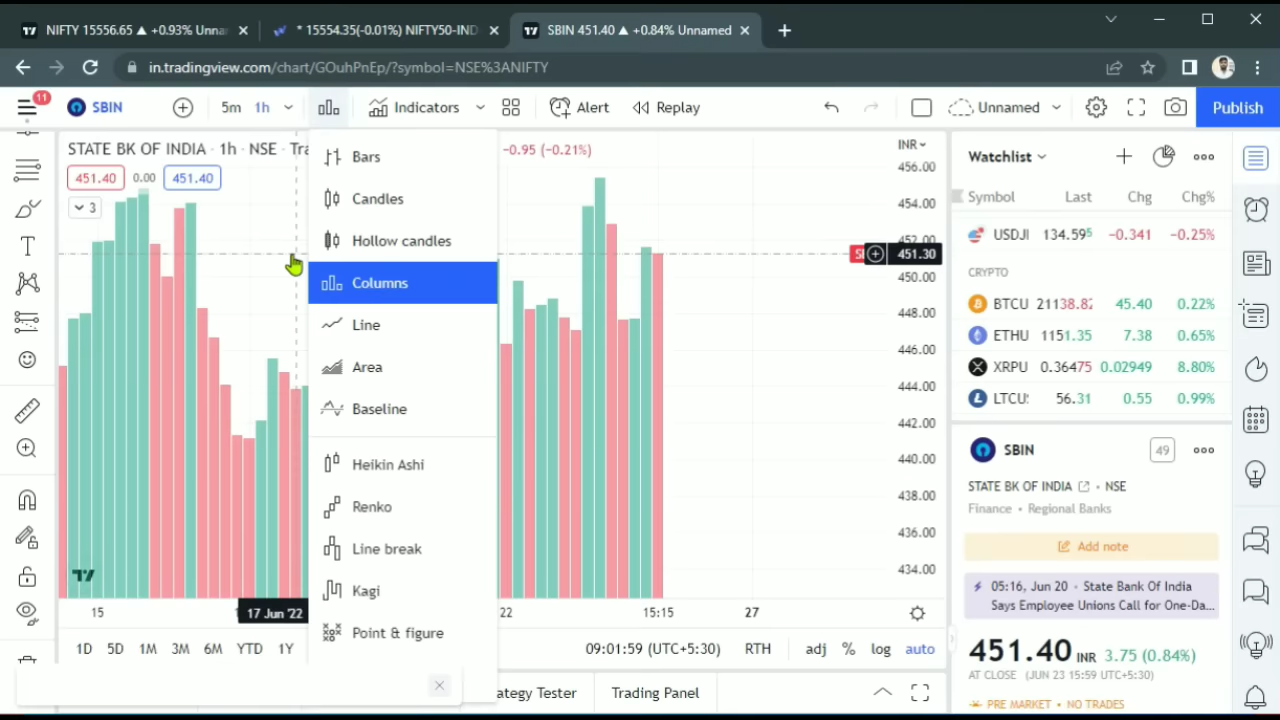 NIFTY 15556.65 ▲ +0.93% Unna
* 15554.35(-0.01%) NIFTY50-IND
SBIN 451.40 ▲ +0.84% Unnamed
in.tradingview.com/chart/GOuhPnEp/?symbol=NSE%3ANIFTY
11
SBIN
5m
1h
Indicators
Alert
Replay
Unnamed
Publish
STATE BK OF INDIA · 1h · NSE · Tra
-0.95 (-0.21%)
451.40
0.00
451.40
3
Bars
Candles
Hollow candles
Columns
Line
Area
Baseline
Heikin Ashi
Renko
Line break
Kagi
Point & figure
INR
456.00
454.00
452.00
451.30
450.00
448.00
446.00
444.00
442.00
440.00
438.00
436.00
434.00
15
17 Jun '22
22
15:15
27
1D 5D 1M 3M 6M YTD 1Y
09:01:59 (UTC+5:30)
RTH
adj % log auto
ategy Tester
Trading Panel
Watchlist
Symbol Last Chg Chg%
USDJI 134.595 -0.341 -0.25%
CRYPTO
BTCU 21138.82 45.40 0.22%
ETHU 1151.35 7.38 0.65%
XRPU 0.36475 0.02949 8.80%
LTCU 56.31 0.55 0.99%
SBIN
49
STATE BK OF INDIA · NSE
Finance · Regional Banks
Add note
05:16, Jun 20 · State Bank Of India
Says Employee Unions Call for One-Da...
451.40 INR 3.75 (0.84%)
AT CLOSE (JUN 23 15:59 UTC+5:30)
PRE MARKET · NO TRADES